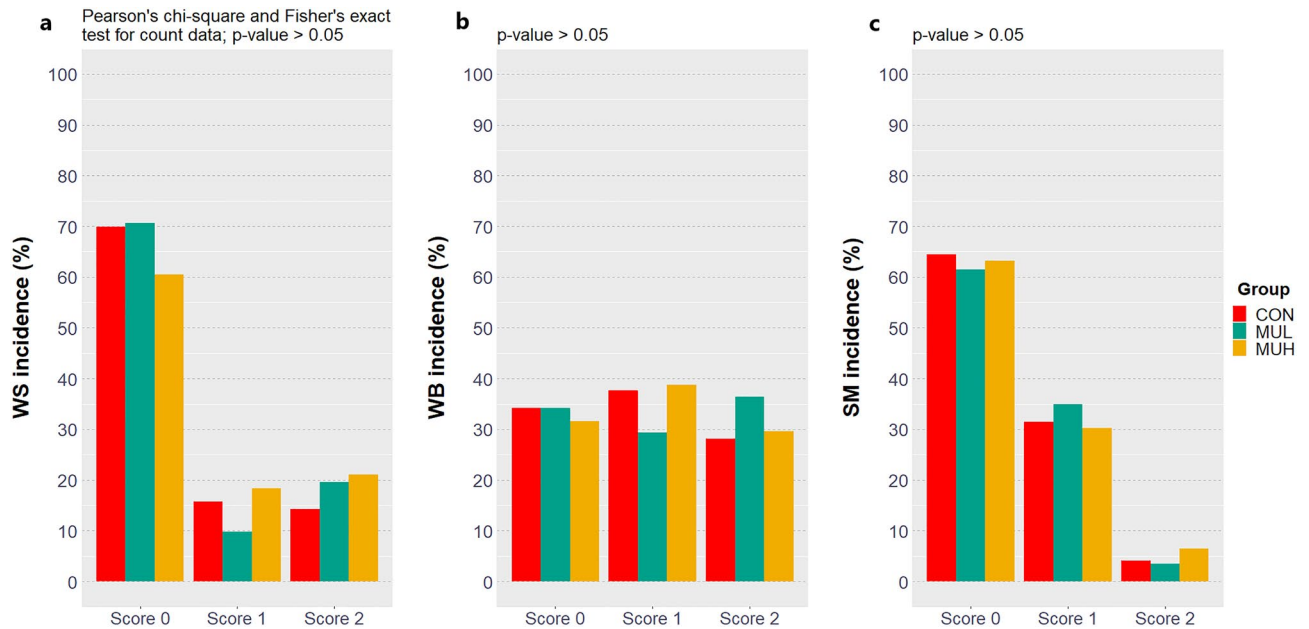 a
Pearson's chi-square and Fisher's exact
test for count data; p-value > 0.05
WS incidence (%)
100
90
80
70
60
50
40
30
20
10
0
Score 0 Score 1 Score 2
b
p-value > 0.05
WB incidence (%)
100
90
80
70
60
50
40
30
20
10
0
Score 0 Score 1 Score 2
c
p-value > 0.05
SM incidence (%)
100
90
80
70
60
50
40
30
20
10
0
Score 0 Score 1 Score 2
Group
CON
MUL
MUH